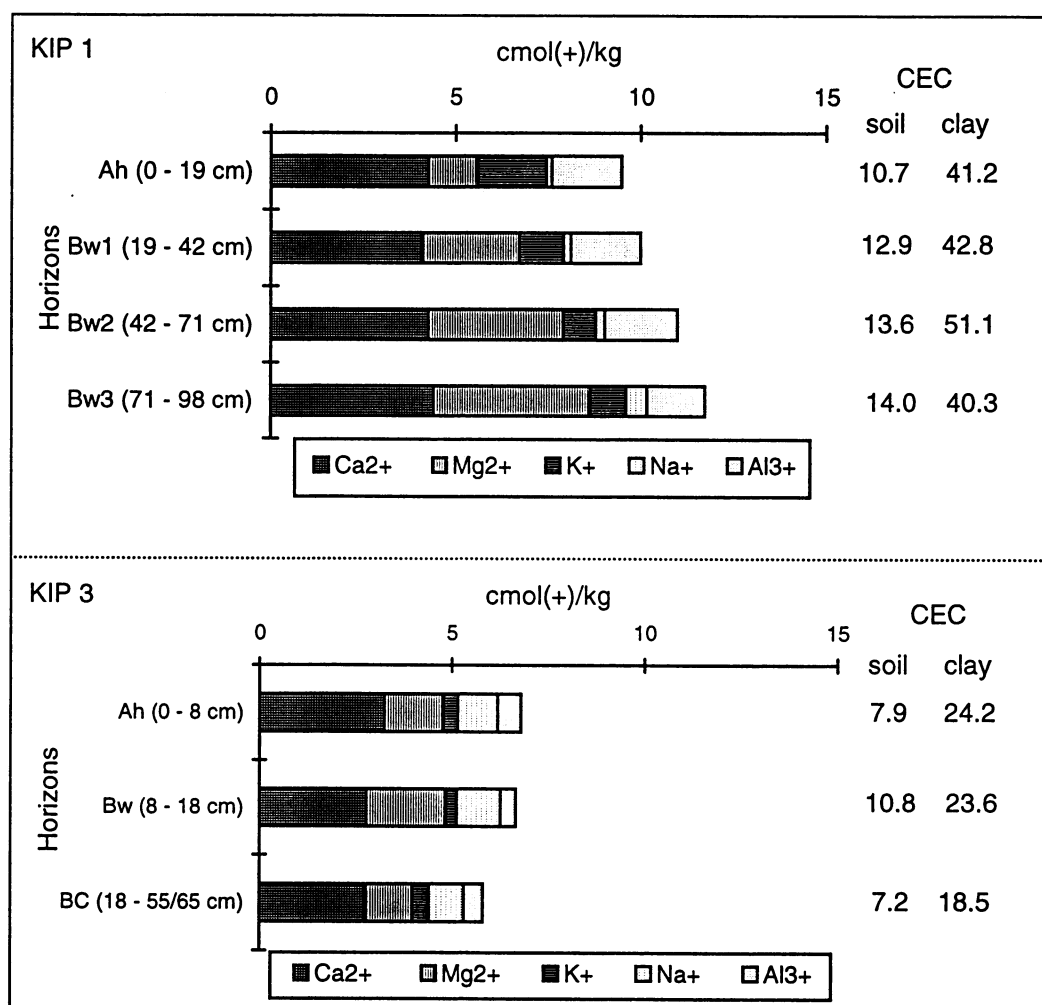 KIP 1
cmol(+)/kg
CEC
0 5 10 15
soil clay
Ah (0 - 19 cm) 10.7 41.2
Bw1 (19 - 42 cm) 12.9 42.8
Horizons
Bw2 (42 - 71 cm) 13.6 51.1
Bw3 (71 - 98 cm) 14.0 40.3
Ca2+ Mg2+ K+ Na+ Al3+
KIP 3
cmol(+)/kg
CEC
0 5 10 15
soil clay
Ah (0 - 8 cm) 7.9 24.2
Horizons
Bw (8 - 18 cm) 10.8 23.6
BC (18 - 55/65 cm) 7.2 18.5
Ca2+ Mg2+ K+ Na+ Al3+